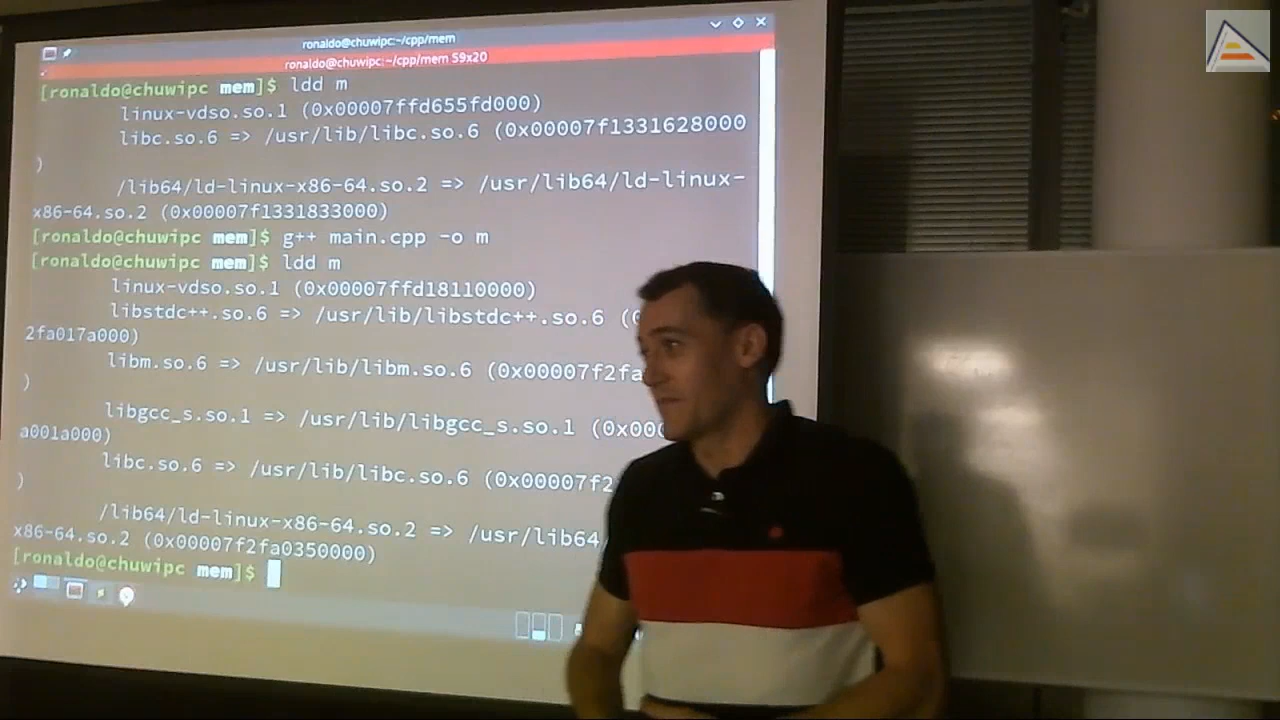 ronaldo@chuwipc:~/cpp/mem
ronaldo@chuwipc:~/cpp/mem 59x20
[ronaldo@chuwipc mem]$ ldd m
linux-vdso.so.1 (0x00007ffd655fd000)
libc.so.6 => /usr/lib/libc.so.6 (0x00007f1331628000
)
/lib64/ld-linux-x86-64.so.2 => /usr/lib64/ld-linux-
x86-64.so.2 (0x00007f1331833000)
[ronaldo@chuwipc mem]$ g++ main.cpp -o m
[ronaldo@chuwipc mem]$ ldd m
linux-vdso.so.1 (0x00007ffd18110000)
libstdc++.so.6 => /usr/lib/libstdc++.so.6 (0
2fa017a000)
libm.so.6 => /usr/lib/libm.so.6 (0x00007f2fa
)
libgcc_s.so.1 => /usr/lib/libgcc_s.so.1 (0x000
a001a000)
libc.so.6 => /usr/lib/libc.so.6 (0x00007f2
)
/lib64/ld-linux-x86-64.so.2 => /usr/lib64
x86-64.so.2 (0x00007f2fa0350000)
[ronaldo@chuwipc mem]$